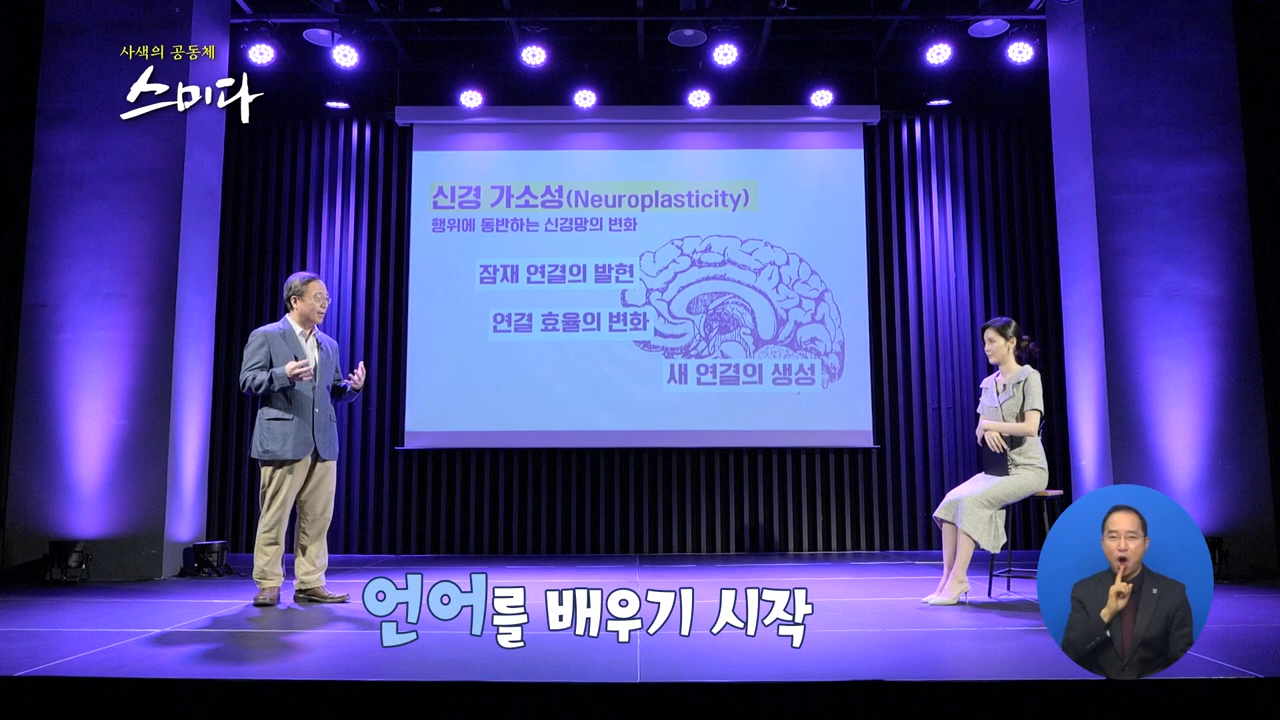 사색의 공동체
스미다
신경 가소성(Neuroplasticity)
행위에 동반하는 신경망의 변화
잠재 연결의 발현
연결 효율의 변화
새 연결의 생성
언어를 배우기 시작